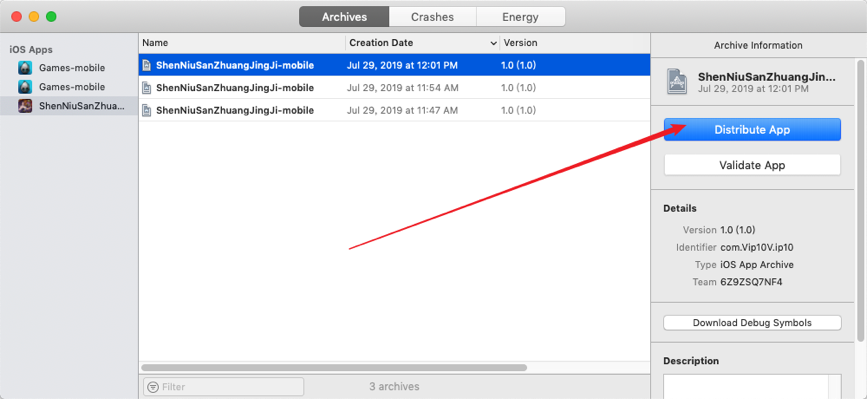 Archives Crashes Energy
iOS Apps
Games-mobile
Games-mobile
ShenNiuSanZhua...
Name Creation Date Version
ShenNiuSanZhuangJingJi-mobile Jul 29, 2019 at 12:01 PM 1.0 (1.0)
ShenNiuSanZhuangJingJi-mobile Jul 29, 2019 at 11:54 AM 1.0 (1.0)
ShenNiuSanZhuangJingJi-mobile Jul 29, 2019 at 11:47 AM 1.0 (1.0)
Filter
3 archives
Archive Information
ShenNiuSanZhuangJin...
Jul 29, 2019 at 12:01 PM
Distribute App
Validate App
Details
Version 1.0 (1.0)
Identifier com.Vip10V.ip10
Type iOS App Archive
Team 6Z9ZSQ7NF4
Download Debug Symbols
Description